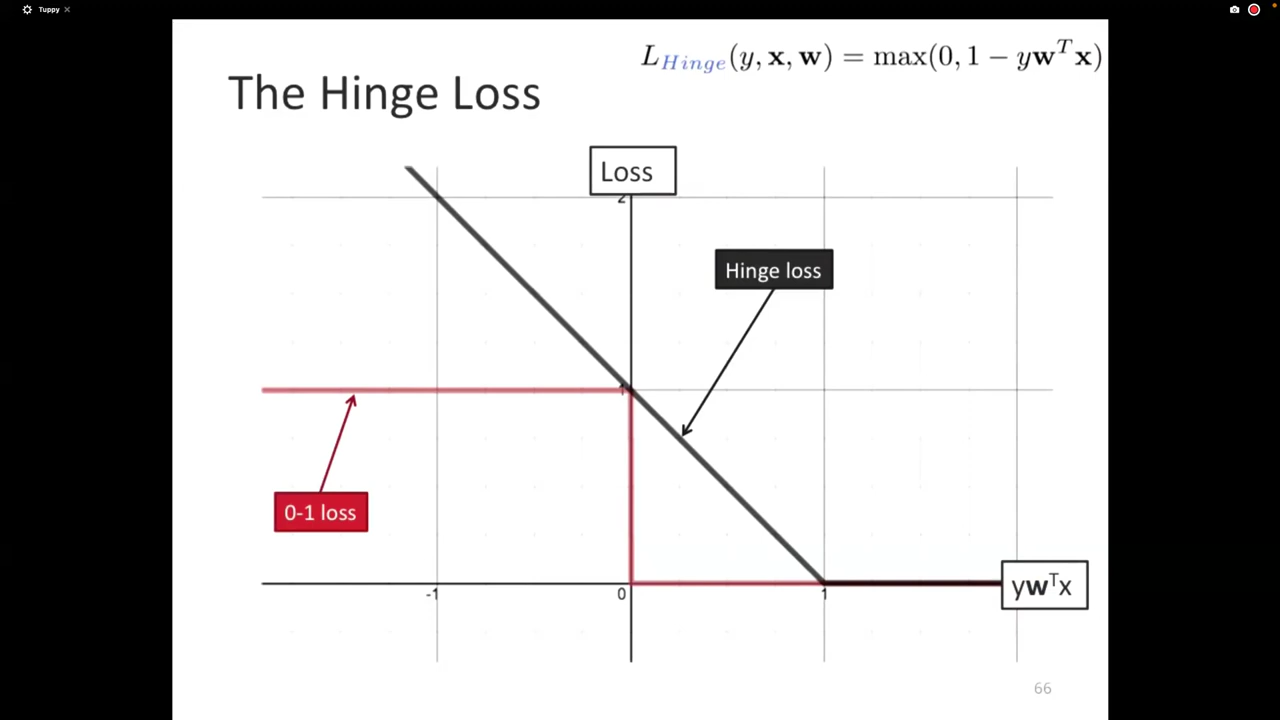 Tuppy
L_{Hinge}(y, x, w) = max(0, 1 − yw^T x)
The Hinge Loss
Loss
2
Hinge loss
1
0-1 loss
-1
0
1
yw^Tx
66